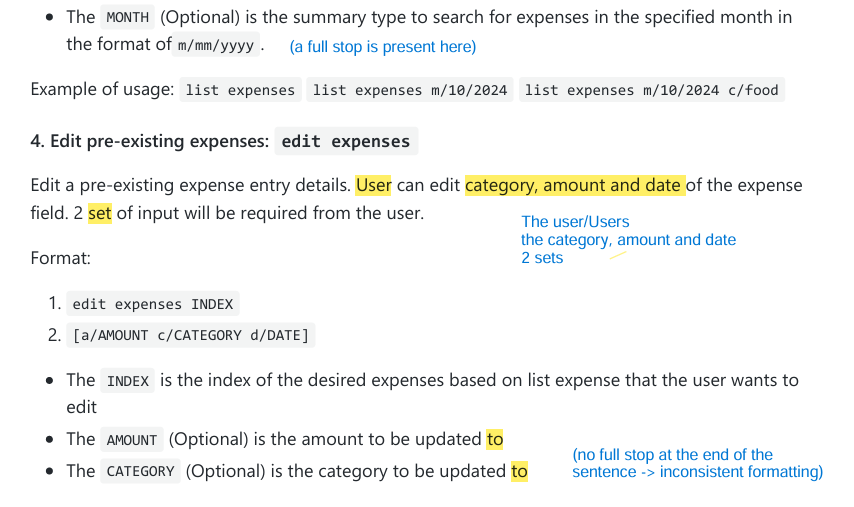 The MONTH (Optional) is the summary type to search for expenses in the specified month in
the format of m/mm/yyyy . (a full stop is present here)
Example of usage: list expenses list expenses m/10/2024 list expenses m/10/2024 c/food
4. Edit pre-existing expenses: edit expenses
Edit a pre-existing expense entry details. User can edit category, amount and date of the expense
field. 2 set of input will be required from the user.
The user/Users
the category, amount and date
2 sets
Format:
1. edit expenses INDEX
2. [a/AMOUNT c/CATEGORY d/DATE]
The INDEX is the index of the desired expenses based on list expense that the user wants to
edit
The AMOUNT (Optional) is the amount to be updated to
The CATEGORY (Optional) is the category to be updated to
(no full stop at the end of the
sentence -> inconsistent formatting)